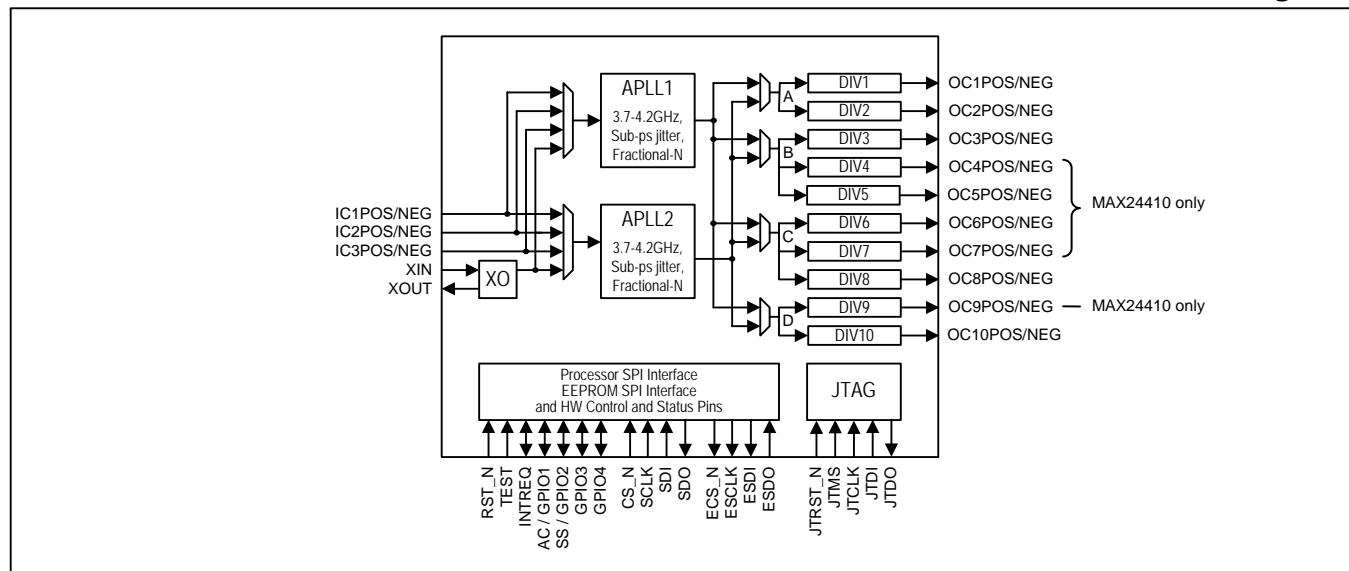 APLL1
3.7-4.2GHz,
Sub-ps jitter,
Fractional-N
APLL2
3.7-4.2GHz,
Sub-ps jitter,
Fractional-N
IC1POS/NEG
IC2POS/NEG
IC3POS/NEG
XIN
XOUT
XO
A
B
C
D
DIV1
DIV2
DIV3
DIV4
DIV5
DIV6
DIV7
DIV8
DIV9
DIV10
OC1POS/NEG
OC2POS/NEG
OC3POS/NEG
OC4POS/NEG
OC5POS/NEG
OC6POS/NEG
OC7POS/NEG
OC8POS/NEG
OC9POS/NEG
OC10POS/NEG
MAX24410 only
MAX24410 only
Processor SPI Interface
EEPROM SPI Interface
and HW Control and Status Pins
JTAG
RST_N
TEST
INTREQ
AC / GPIO1
SS / GPIO2
GPIO3
GPIO4
CS_N
SCLK
SDI
SDO
ECS_N
ESCLK
ESDI
ESDO
JTRST_N
JTMS
JTCLK
JTDI
JTDO